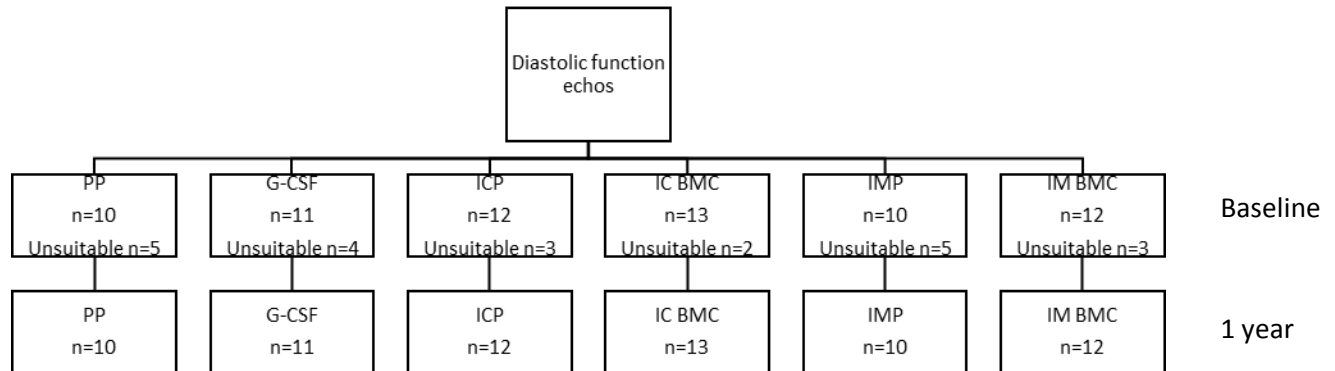 Diastolic function
echos
PP
n=10
Unsuitable n=5
G-CSF
n=11
Unsuitable n=4
ICP
n=12
Unsuitable n=3
IC BMC
n=13
Unsuitable n=2
IMP
n=10
Unsuitable n=5
IM BMC
n=12
Unsuitable n=3
Baseline
PP
n=10
G-CSF
n=11
ICP
n=12
IC BMC
n=13
IMP
n=10
IM BMC
n=12
1 year